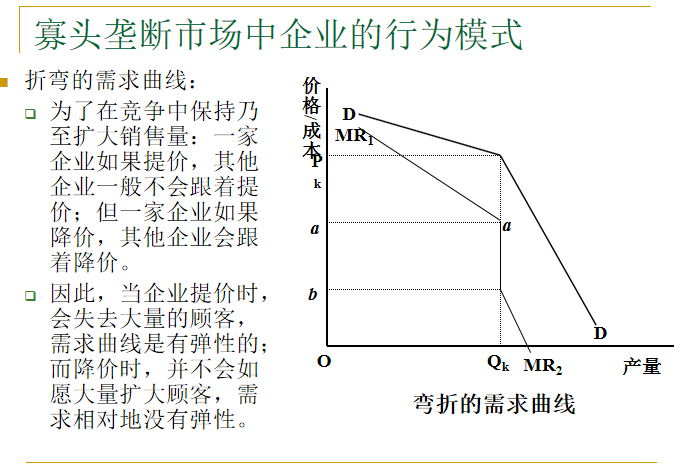 寡头垄断市场中企业的行为模式
折弯的需求曲线：
为了在竞争中保持乃
至扩大销售量：一家
企业如果提价，其他
企业一般不会跟着提
价；但一家企业如果
降价，其他企业会跟
着降价。
因此，当企业提价时，
会失去大量的顾客，
需求曲线是有弹性的；
而降价时，并不会如
愿大量扩大顾客，需
求相对地没有弹性。
价格/成本
D
MR1
Pk
a
a
b
D
O
Qk
MR2
产量
弯折的需求曲线